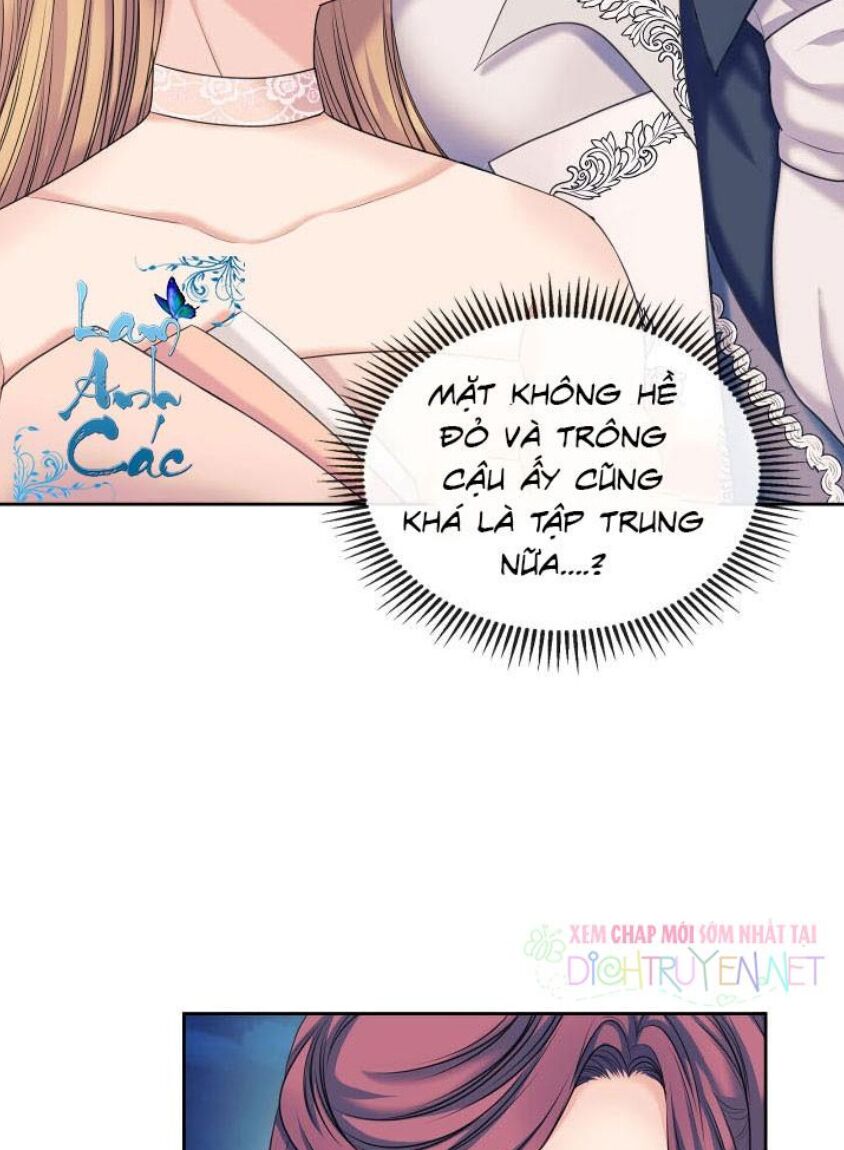 Lam
Anh
Các
MẶT KHÔNG HỀ
ĐỎ VÀ TRÔNG
CẬU ẤY CŨNG
KHÁ LÀ TẬP TRUNG
NỮA....?
XEM CHAP MỚI SỚM NHẤT TẠI
DICHTRUYEN.NET